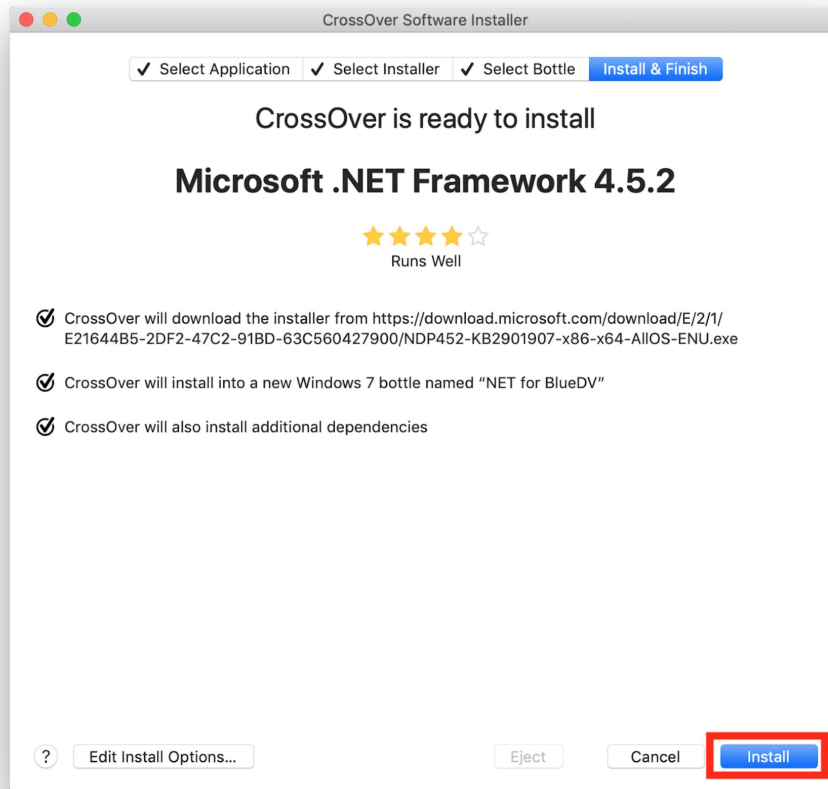 CrossOver Software Installer
✓ Select Application ✓ Select Installer ✓ Select Bottle Install & Finish
CrossOver is ready to install
Microsoft .NET Framework 4.5.2
Runs Well
CrossOver will download the installer from https://download.microsoft.com/download/E/2/1/
E21644B5-2DF2-47C2-91BD-63C560427900/NDP452-KB2901907-x86-x64-AllOS-ENU.exe
CrossOver will install into a new Windows 7 bottle named “NET for BlueDV”
CrossOver will also install additional dependencies
? Edit Install Options... Eject Cancel Install